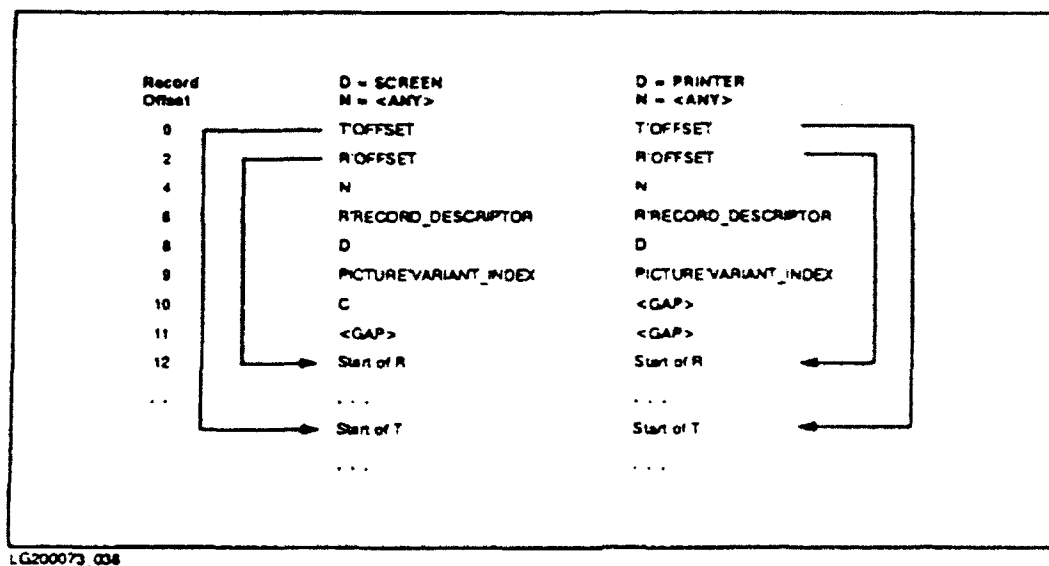 Record D = SCREEN D = PRINTER
Offset N = <ANY> N = <ANY>
0 T'OFFSET T'OFFSET
2 R'OFFSET R'OFFSET
4 N N
6 R'RECORD_DESCRIPTOR R'RECORD_DESCRIPTOR
8 D D
9 PICTURE'VARIANT_INDEX PICTURE'VARIANT_INDEX
10 C <GAP>
11 <GAP> <GAP>
12 Start of R Start of R
. . . . . . . .
Start of T Start of T
. . . . . .
LG200073_038